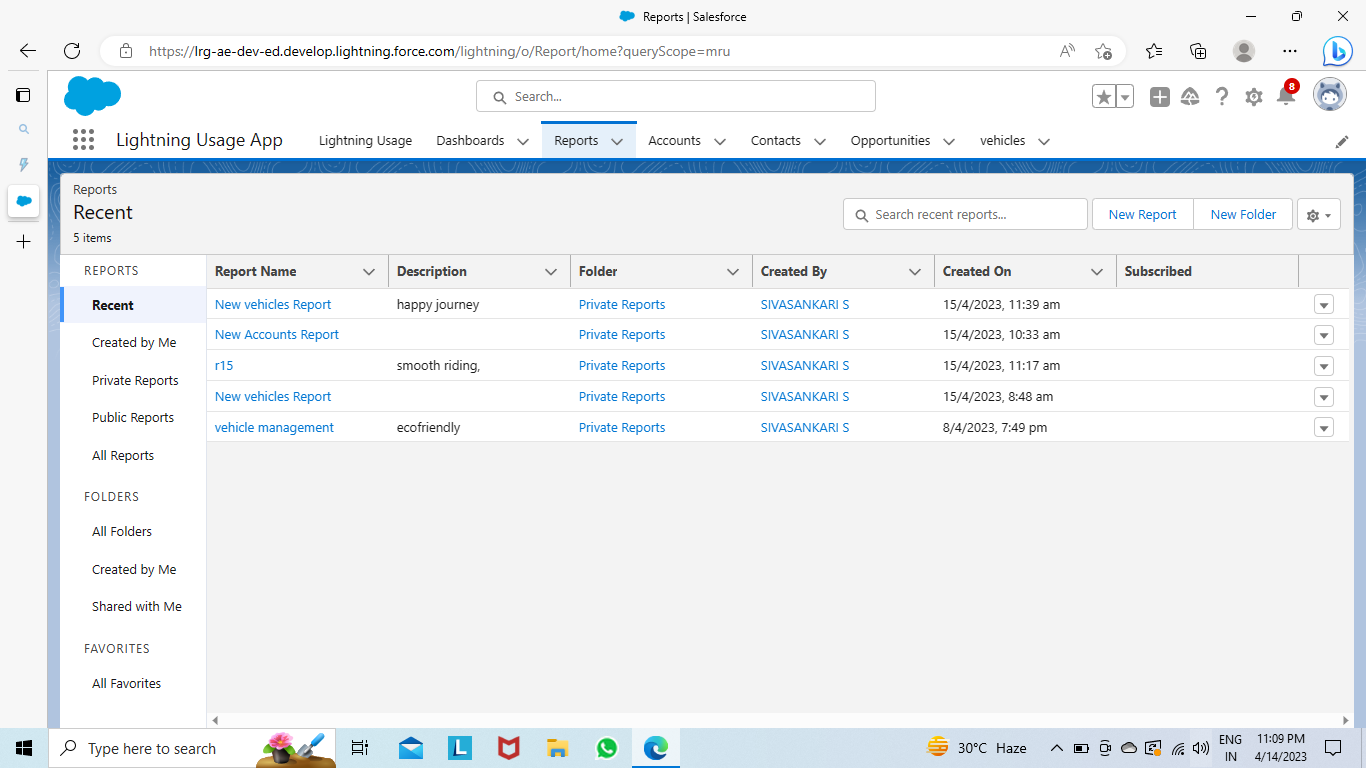 Reports | Salesforce
https://lrg-ae-dev-ed.develop.lightning.force.com/lightning/o/Report/home?queryScope=mru
Search...
8
Lightning Usage App
Lightning Usage
Dashboards
Reports
Accounts
Contacts
Opportunities
vehicles
Reports
Recent
5 items
Search recent reports...
New Report
New Folder
REPORTS
Recent
Created by Me
Private Reports
Public Reports
All Reports
FOLDERS
All Folders
Created by Me
Shared with Me
FAVORITES
All Favorites
Report Name Description Folder Created By Created On Subscribed
New vehicles Report happy journey Private Reports SIVASANKARI S 15/4/2023, 11:39 am
New Accounts Report Private Reports SIVASANKARI S 15/4/2023, 10:33 am
r15 smooth riding, Private Reports SIVASANKARI S 15/4/2023, 11:17 am
New vehicles Report Private Reports SIVASANKARI S 15/4/2023, 8:48 am
vehicle management ecofriendly Private Reports SIVASANKARI S 8/4/2023, 7:49 pm
Type here to search
L
30°C Haze
ENG
IN
11:09 PM
4/14/2023